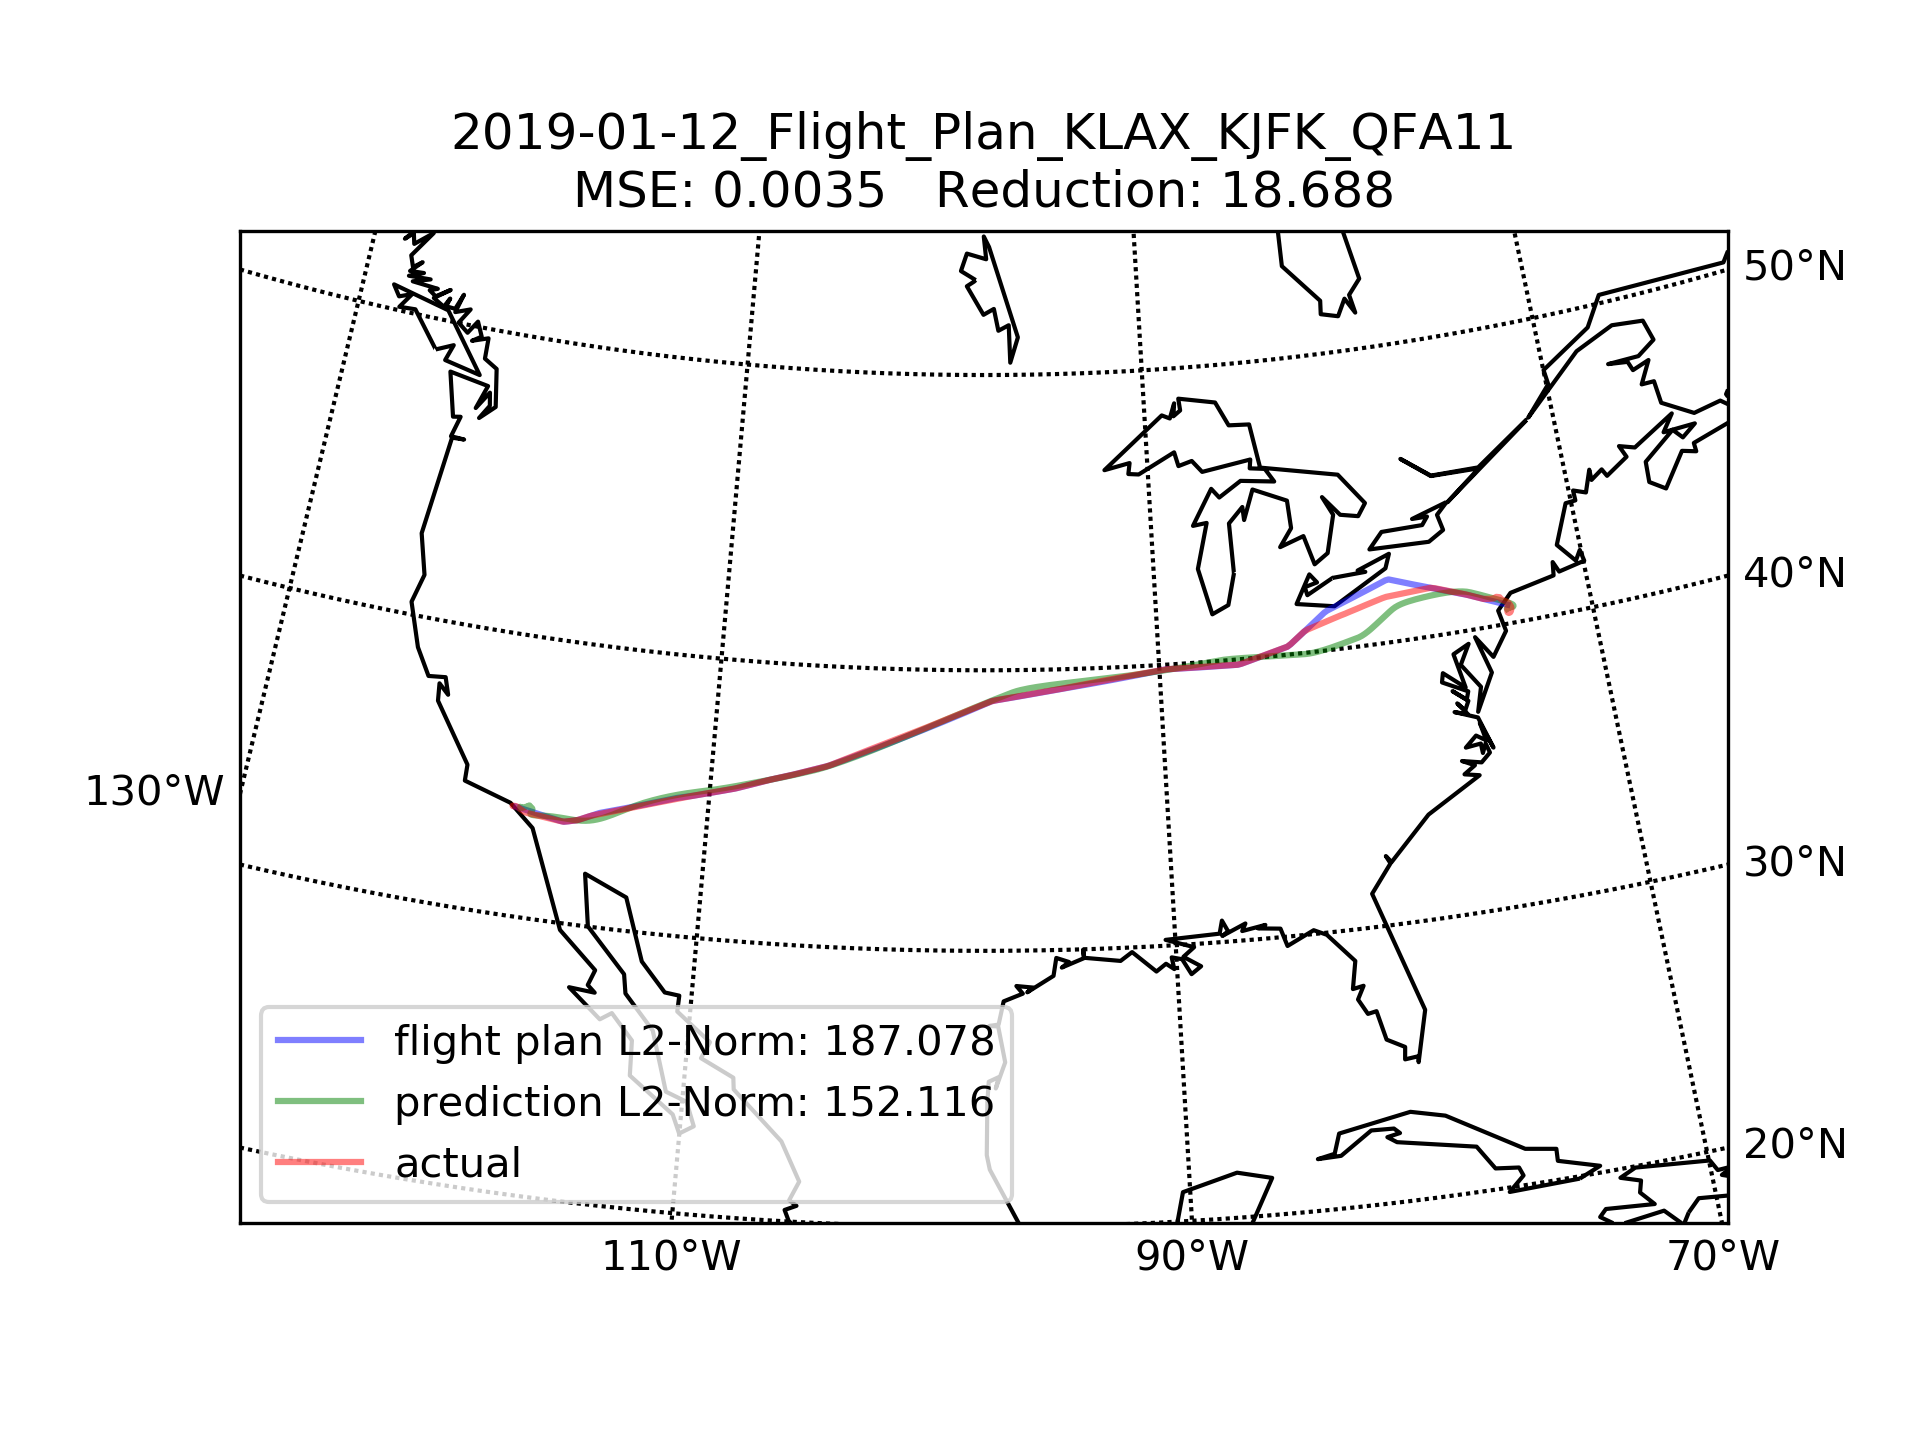 2019-01-12_Flight_Plan_KLAX_KJFK_QFA11
MSE: 0.0035   Reduction: 18.688
50°N
40°N
130°W
30°N
flight plan L2-Norm: 187.078
prediction L2-Norm: 152.116
20°N
actual
110°W
90°W
70°W